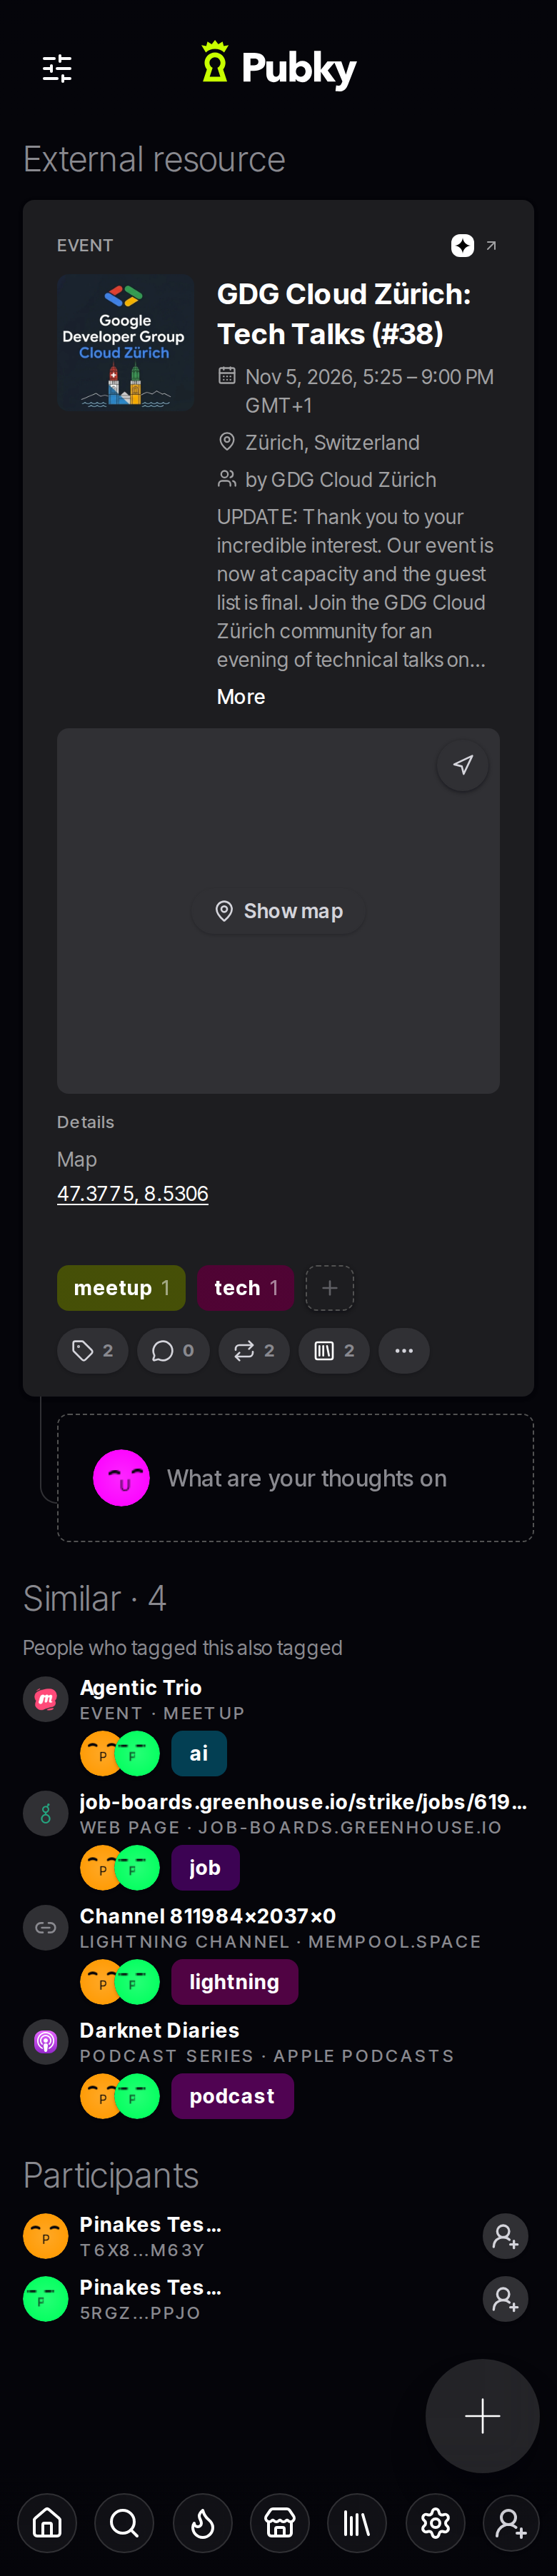 Pubky
External resource
EVENT
GDG Cloud Zürich:
Tech Talks (#38)
Google
Developer Group
Cloud Zürich
Nov 5, 2026, 5:25 – 9:00 PM
GMT+1
Zürich, Switzerland
by GDG Cloud Zürich
UPDATE: Thank you to your
incredible interest. Our event is
now at capacity and the guest
list is final. Join the GDG Cloud
Zürich community for an
evening of technical talks on…
More
Show map
Details
Map
47.3775, 8.5306
meetup 1
tech 1
2
0
2
2
What are your thoughts on
Similar · 4
People who tagged this also tagged
Agentic Trio
EVENT · MEETUP
P
P
ai
job-boards.greenhouse.io/strike/jobs/619…
WEB PAGE · JOB-BOARDS.GREENHOUSE.IO
P
P
job
Channel 811984×2037×0
LIGHTNING CHANNEL · MEMPOOL.SPACE
P
P
lightning
Darknet Diaries
PODCAST SERIES · APPLE PODCASTS
P
P
podcast
Participants
Pinakes Tes…
P
T6X8...M63Y
Pinakes Tes…
P
5RGZ...PPJO